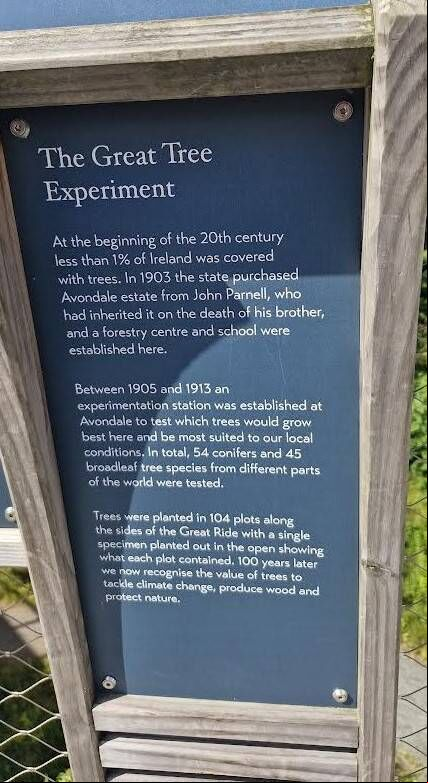 The Great Tree
Experiment
At the beginning of the 20th century
less than 1% of Ireland was covered
with trees. In 1903 the state purchased
Avondale estate from John Parnell, who
had inherited it on the death of his brother,
and a forestry centre and school were
established here.
Between 1905 and 1913 an
experimentation station was established at
Avondale to test which trees would grow
best here and be most suited to our local
conditions. In total, 54 conifers and 45
broadleaf tree species from different parts
of the world were tested.
Trees were planted in 104 plots along
the sides of the Great Ride with a single
specimen planted out in the open showing
what each plot contained. 100 years later
we now recognise the value of trees to
tackle climate change, produce wood and
protect nature.